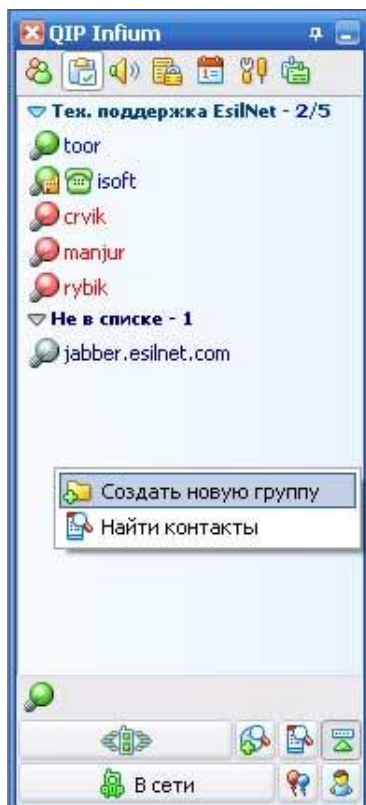 QIP Infium
Тех. поддержка EsilNet - 2/5
toor
isoft
crvik
manjur
rybik
Не в списке - 1
jabber.esilnet.com
Создать новую группу
Найти контакты
В сети